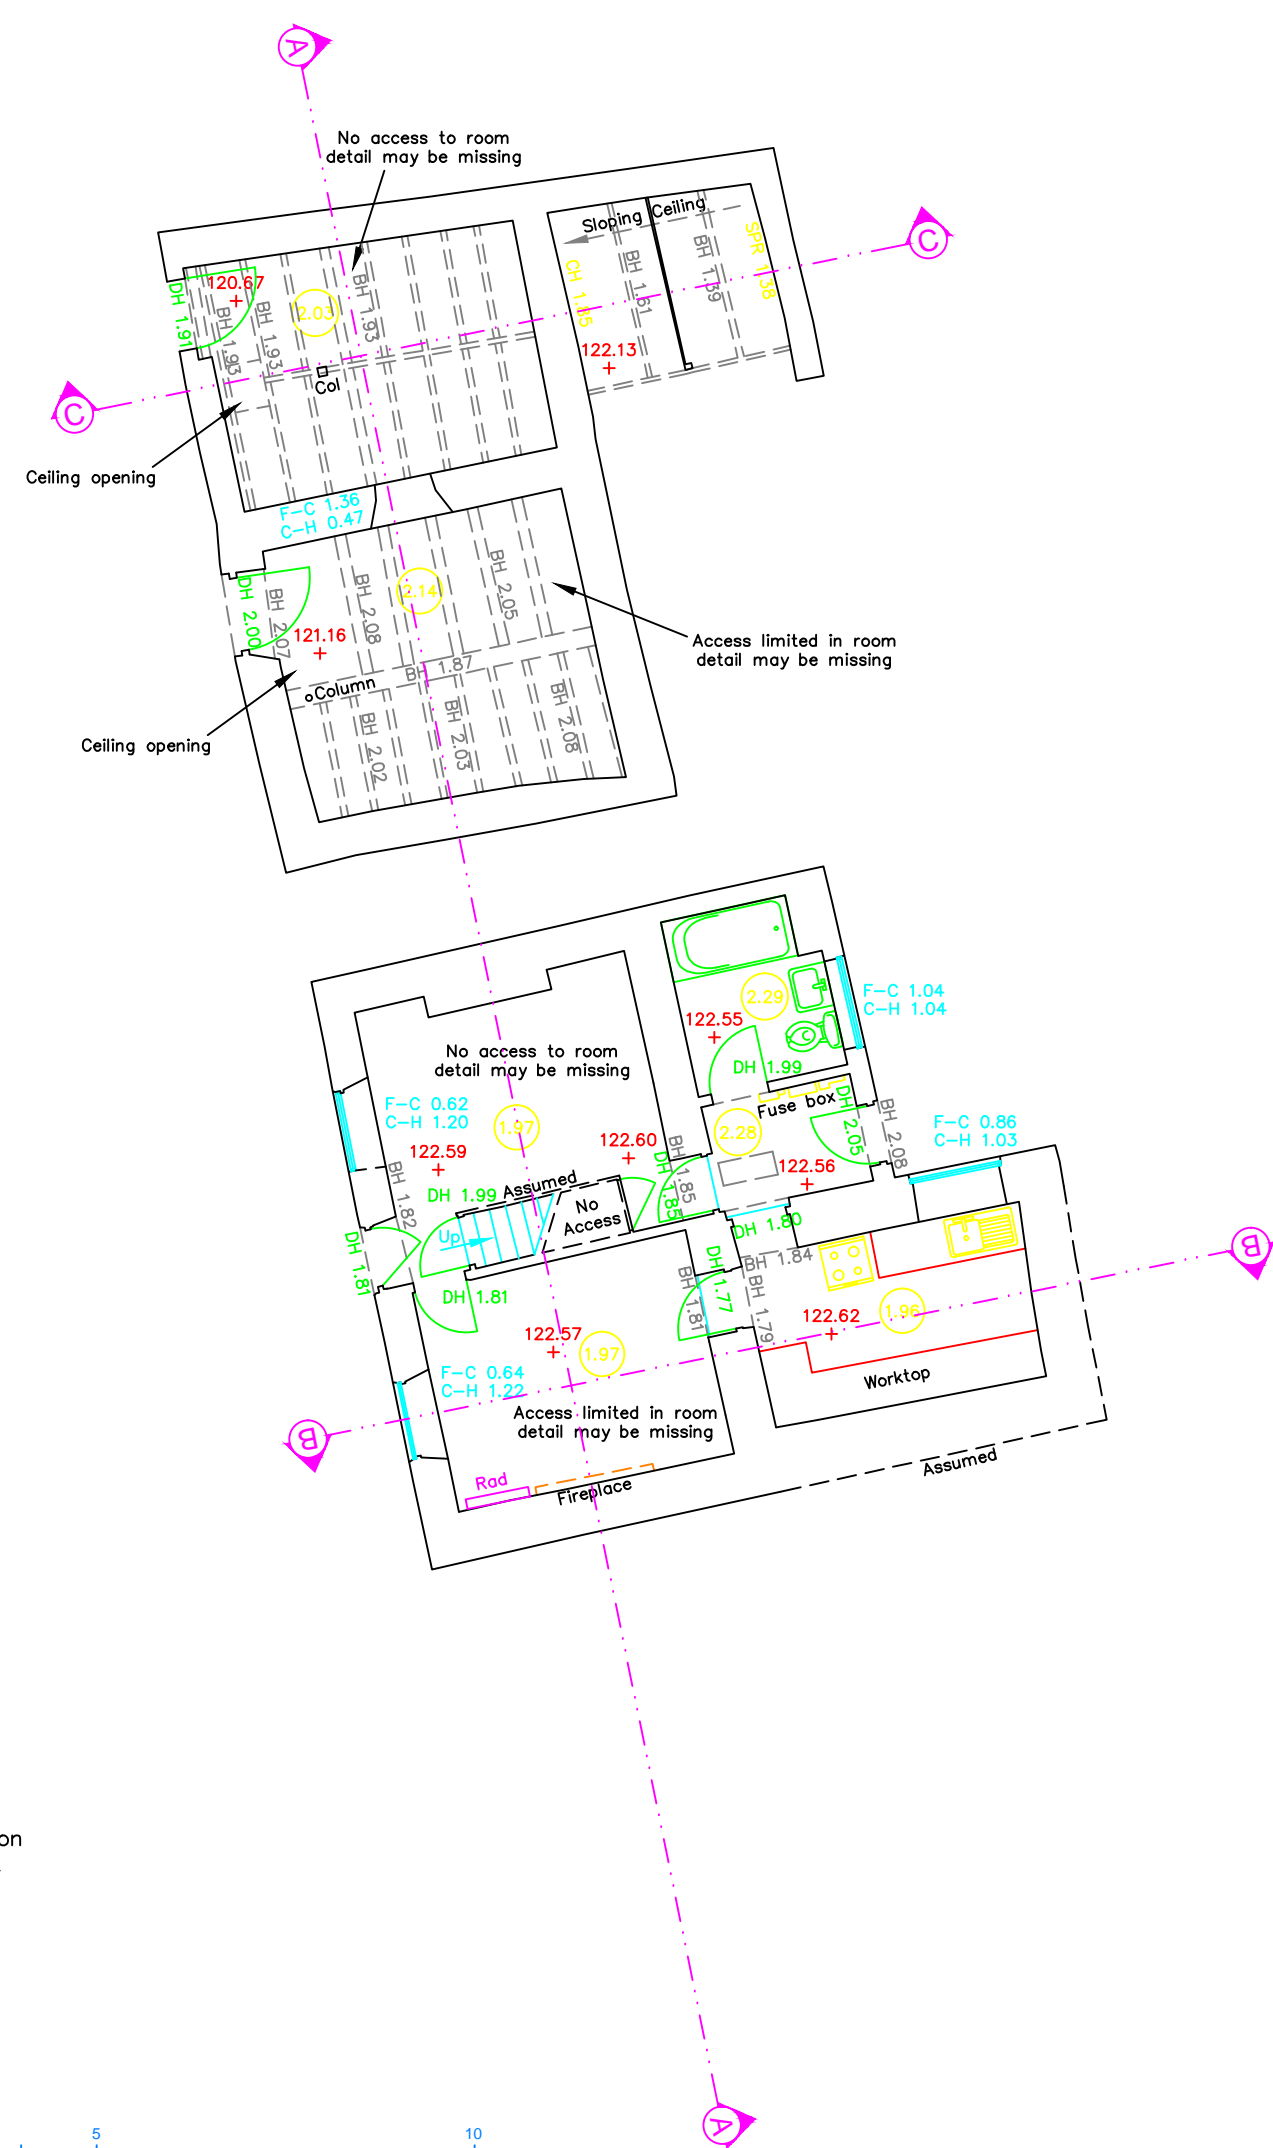 A
No access to room
detail may be missing
Sloping Ceiling
C
120.67
DH 1.91
BH 1.93
BH 1.93
2.03
BH 1.93
CH 1.85
BH 1.61
BH 1.39
SPR 1.38
122.13
Col
C
Ceiling opening
F-C 1.36
C-H 0.47
DH 2.00
BH 2.07
BH 2.08
2.14
BH 2.05
121.16
Access limited in room
detail may be missing
BH 1.87
Column
Ceiling opening
BH 2.02
BH 2.03
BH 2.08
2.29
F-C 1.04
C-H 1.04
122.55
DH 1.99
No access to room
detail may be missing
Fuse box
F-C 0.62
C-H 1.20
1.97
2.28
DH 2.05
BH 2.08
F-C 0.86
C-H 1.03
122.59
122.60
BH 1.85
DH 1.85
122.56
BH 1.82
DH 1.99
Assumed
No
Access
Up
DH 1.80
DH 1.81
BH 1.84
DH 1.81
BH 1.81
DH 1.77
BH 1.79
B
122.57
1.97
122.62
1.96
F-C 0.64
C-H 1.22
Worktop
Access limited in room
detail may be missing
B
Rad
Fireplace
Assumed
on
A
5
10